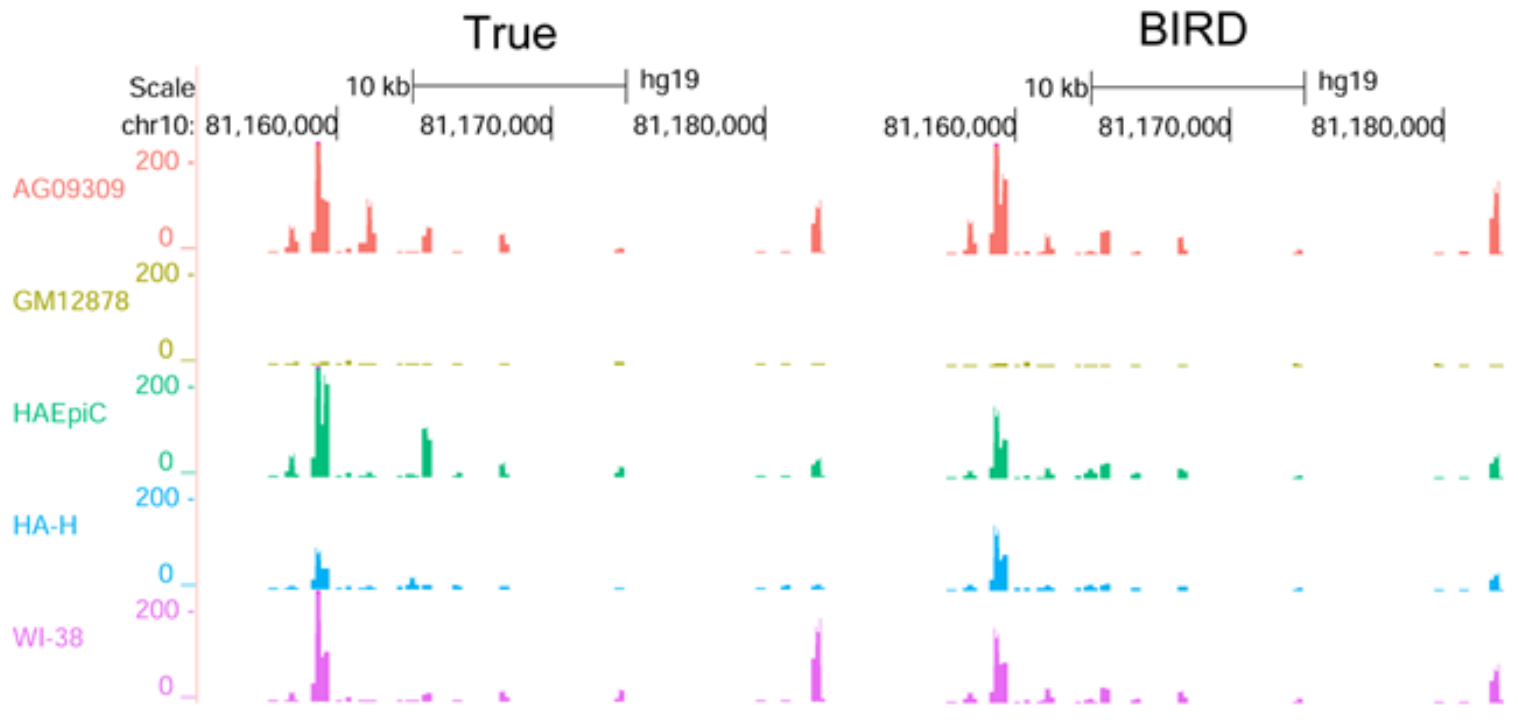 True BIRD
Scale 10 kb hg19 10 kb hg19
chr10: 81,160,000 81,170,000 81,180,000 81,160,000 81,170,000 81,180,000
200
AG09309
0
200
GM12878
0
200
HAEpiC
0
200
HA-H
0
200
WI-38
0